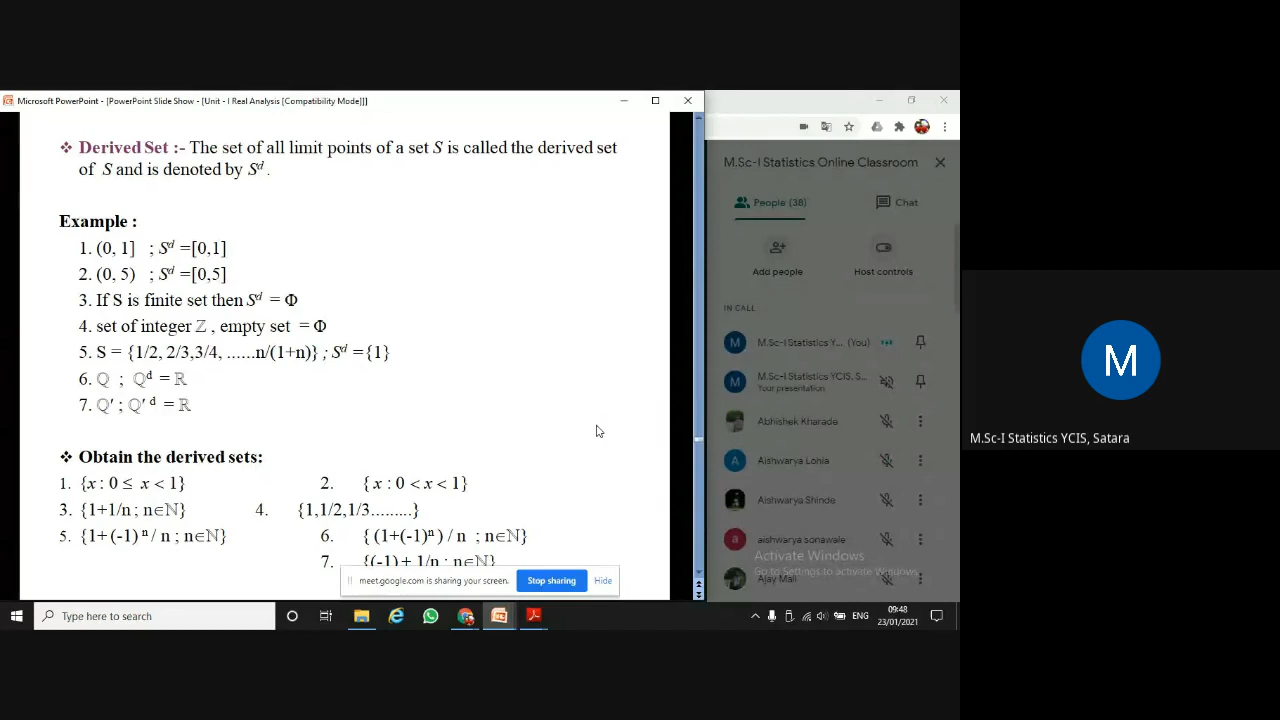 Microsoft PowerPoint - [PowerPoint Slide Show - [Unit - I Real Analysis [Compatibility Mode]]]
❖ Derived Set :- The set of all limit points of a set S is called the derived set
of S and is denoted by Sᵈ.
Example :
1. (0, 1] ; Sᵈ =[0,1]
2. (0, 5) ; Sᵈ =[0,5]
3. If S is finite set then Sᵈ = Φ
4. set of integer ℤ , empty set = Φ
5. S = {1/2, 2/3,3/4, ......n/(1+n)} ; Sᵈ ={1}
6. ℚ ; ℚᵈ = ℝ
7. ℚ′ ; ℚ′ ᵈ = ℝ
❖ Obtain the derived sets:
1. {x : 0 ≤ x < 1} 2. { x : 0 < x < 1}
3. {1+1/n ; n∈ℕ} 4. {1,1/2,1/3.........}
5. {1+ (-1) ⁿ / n ; n∈ℕ} 6. { (1+(-1)ⁿ ) / n ; n∈ℕ}
7. {(-1) + 1/n ; n∈ℕ}
meet.google.com is sharing your screen. Stop sharing Hide
M.Sc-I Statistics Online Classroom
People (38) Chat
Add people Host controls
IN CALL
M.Sc-I Statistics Y... (You)
M.Sc-I Statistics YCIS, S...
Your presentation
Abhishek Kharade
Aishwarya Lohia
Aishwarya Shinde
aishwarya sonawale
Ajay Mali
Activate Windows
Go to Settings to activate Windows.
Type here to search
ENG
09:48
23/01/2021
M
M.Sc-I Statistics YCIS, Satara